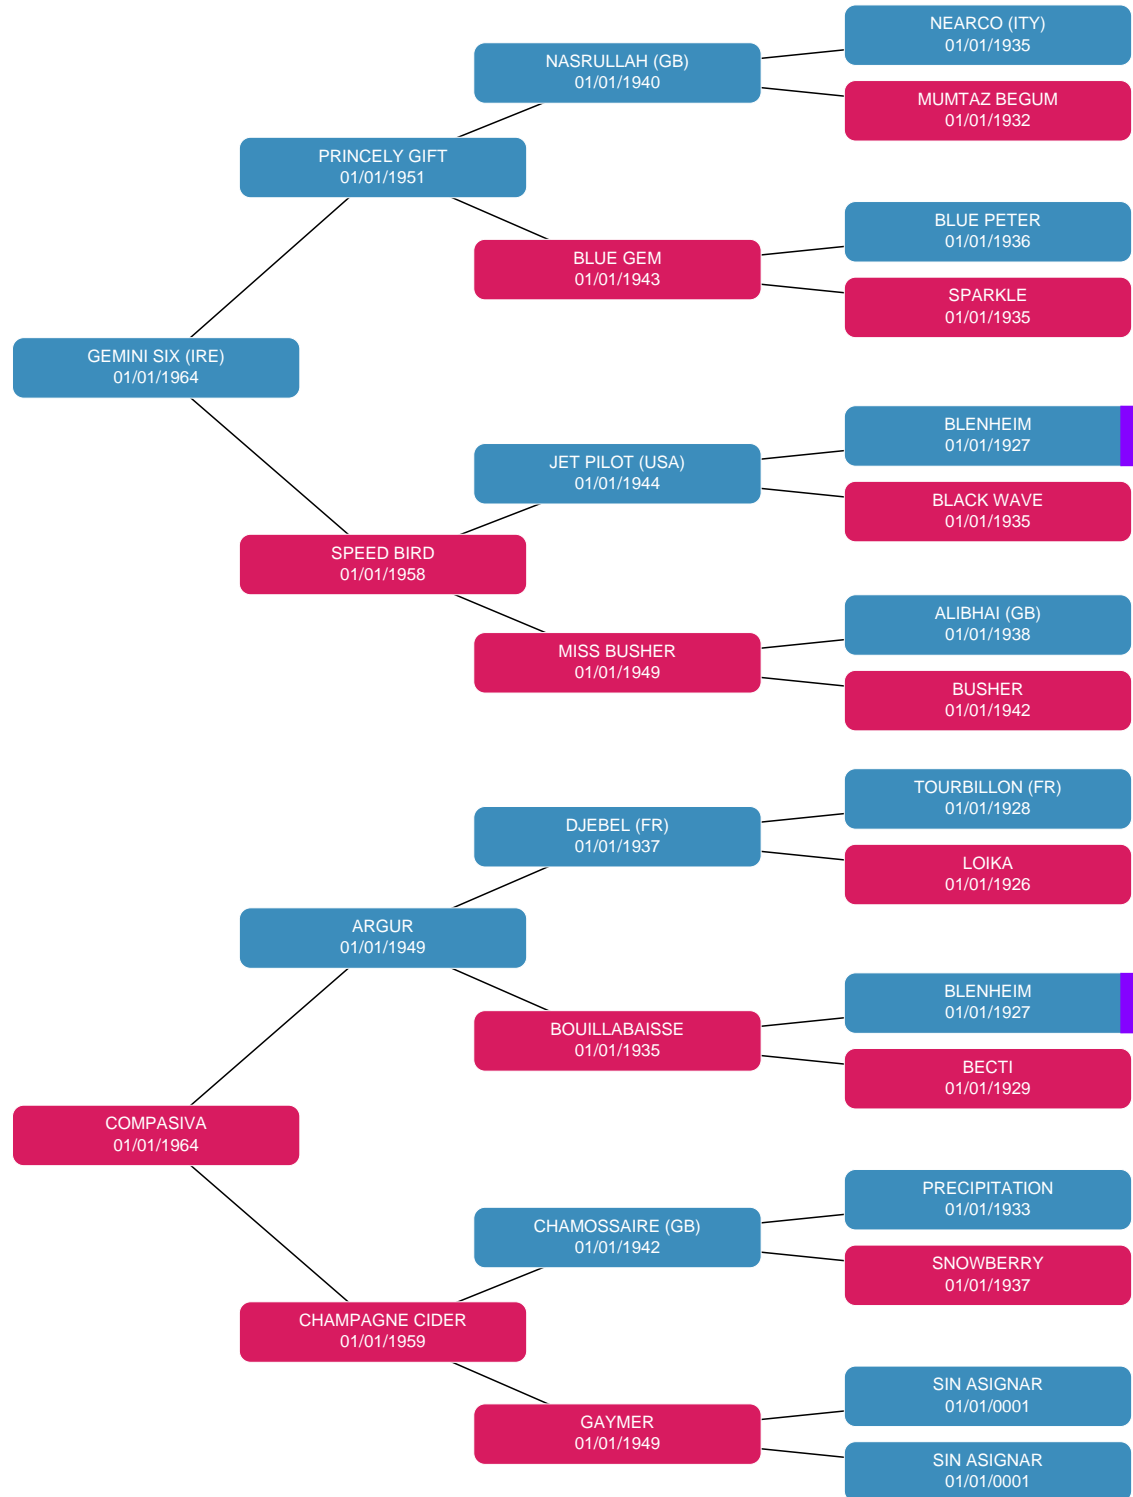 NEARCO (ITY)
01/01/1935
NASRULLAH (GB)
01/01/1940
MUMTAZ BEGUM
01/01/1932
PRINCELY GIFT
01/01/1951
BLUE PETER
01/01/1936
BLUE GEM
01/01/1943
SPARKLE
01/01/1935
GEMINI SIX (IRE)
01/01/1964
BLENHEIM
01/01/1927
JET PILOT (USA)
01/01/1944
BLACK WAVE
01/01/1935
SPEED BIRD
01/01/1958
ALIBHAI (GB)
01/01/1938
MISS BUSHER
01/01/1949
BUSHER
01/01/1942
TOURBILLON (FR)
01/01/1928
DJEBEL (FR)
01/01/1937
LOIKA
01/01/1926
ARGUR
01/01/1949
BLENHEIM
01/01/1927
BOUILLABAISSE
01/01/1935
BECTI
01/01/1929
COMPASIVA
01/01/1964
PRECIPITATION
01/01/1933
CHAMOSSAIRE (GB)
01/01/1942
SNOWBERRY
01/01/1937
CHAMPAGNE CIDER
01/01/1959
SIN ASIGNAR
01/01/0001
GAYMER
01/01/1949
SIN ASIGNAR
01/01/0001